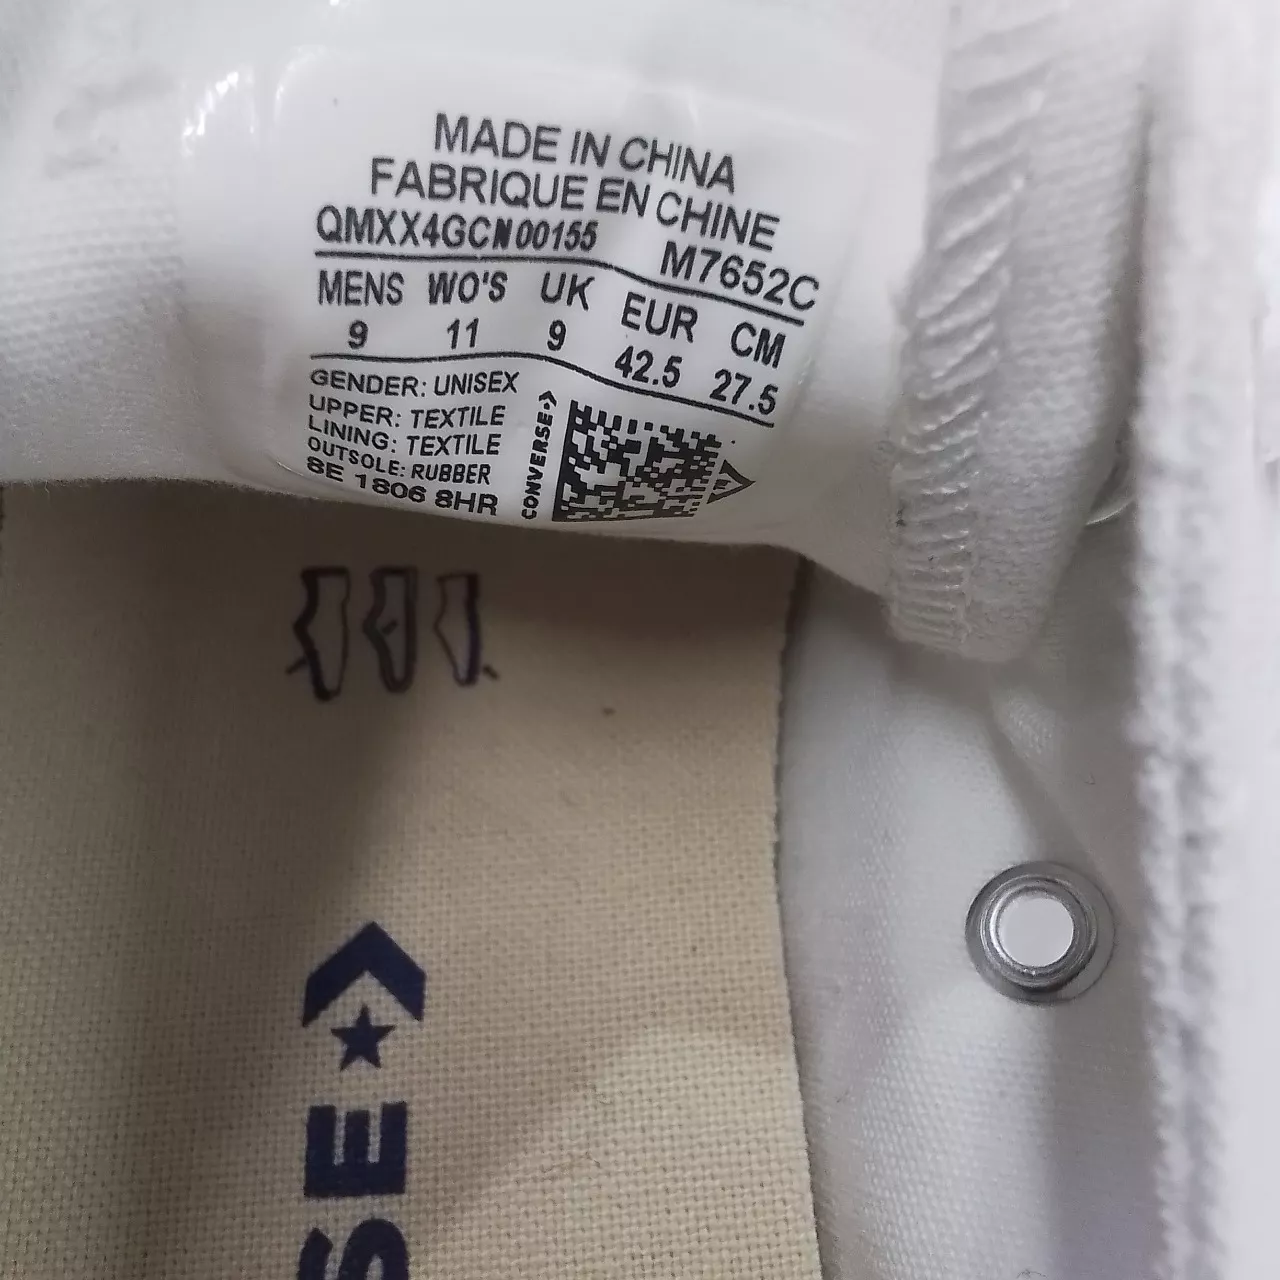 MADE IN CHINA
FABRIQUE EN CHINE
QMXX4GCN00155 M7652C
MENS WO'S UK EUR CM
9 11 9 42.5 27.5
GENDER: UNISEX
UPPER: TEXTILE
LINING: TEXTILE
OUTSOLE: RUBBER
8E 1806 8HR
CONVERSE
SE